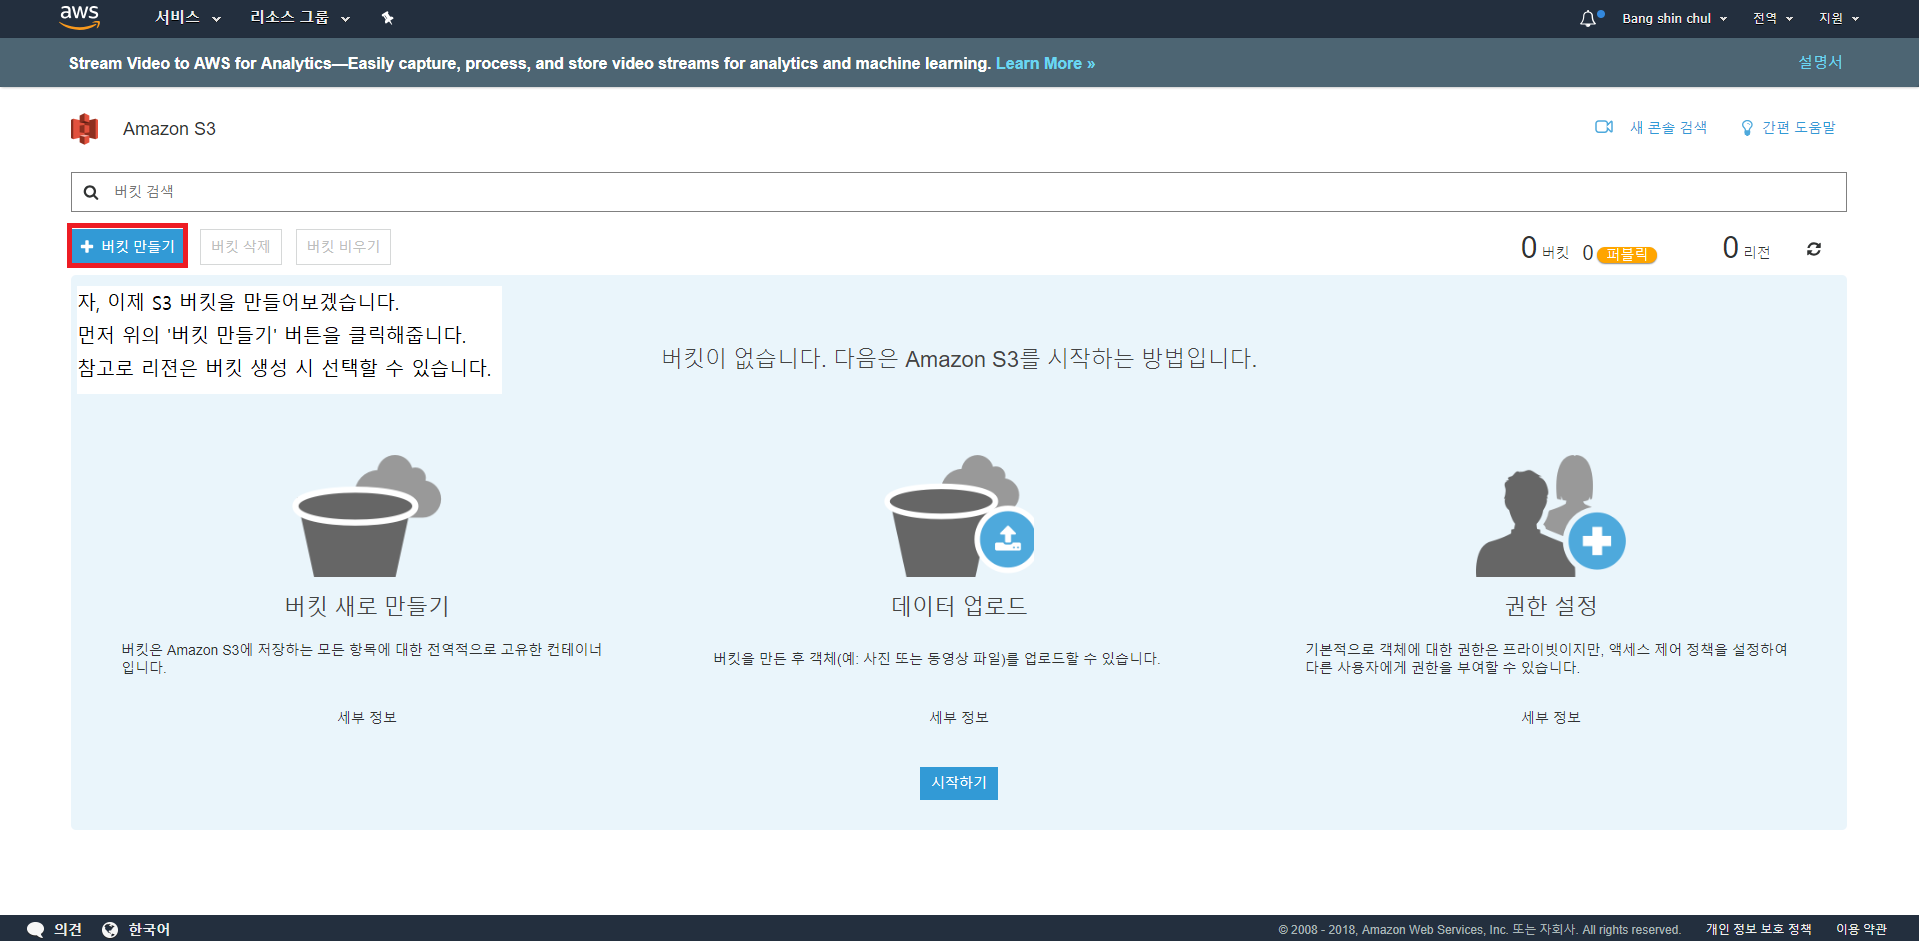 aws 서비스 리소스 그룹 Bang shin chul 전역 지원
Stream Video to AWS for Analytics—Easily capture, process, and store video streams for analytics and machine learning. Learn More » 설명서
Amazon S3 새 콘솔 검색 간편 도움말
버킷 검색
버킷 만들기 버킷 삭제 버킷 비우기 0 버킷 0 퍼블릭 0 리전
자, 이제 S3 버킷을 만들어보겠습니다.
먼저 위의 '버킷 만들기' 버튼을 클릭해줍니다.
참고로 리젼은 버킷 생성 시 선택할 수 있습니다.
버킷이 없습니다. 다음은 Amazon S3를 시작하는 방법입니다.
버킷 새로 만들기
버킷은 Amazon S3에 저장하는 모든 항목에 대한 전역적으로 고유한 컨테이너
입니다.
세부 정보
데이터 업로드
버킷을 만든 후 객체(예: 사진 또는 동영상 파일)를 업로드할 수 있습니다.
세부 정보
권한 설정
기본적으로 객체에 대한 권한은 프라이빗이지만, 액세스 제어 정책을 설정하여
다른 사용자에게 권한을 부여할 수 있습니다.
세부 정보
시작하기
의견 한국어 © 2008 - 2018, Amazon Web Services, Inc. 또는 자회사. All rights reserved. 개인 정보 보호 정책 이용 약관